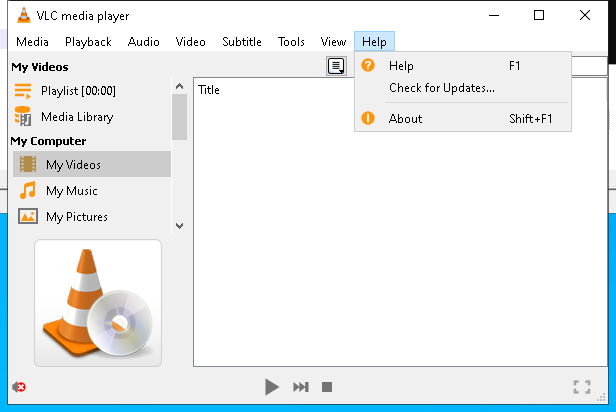 VLC media player
Media Playback Audio Video Subtitle Tools View Help
My Videos
Playlist [00:00]
Media Library
My Computer
My Videos
My Music
My Pictures
Title
Help F1
Check for Updates...
About Shift+F1